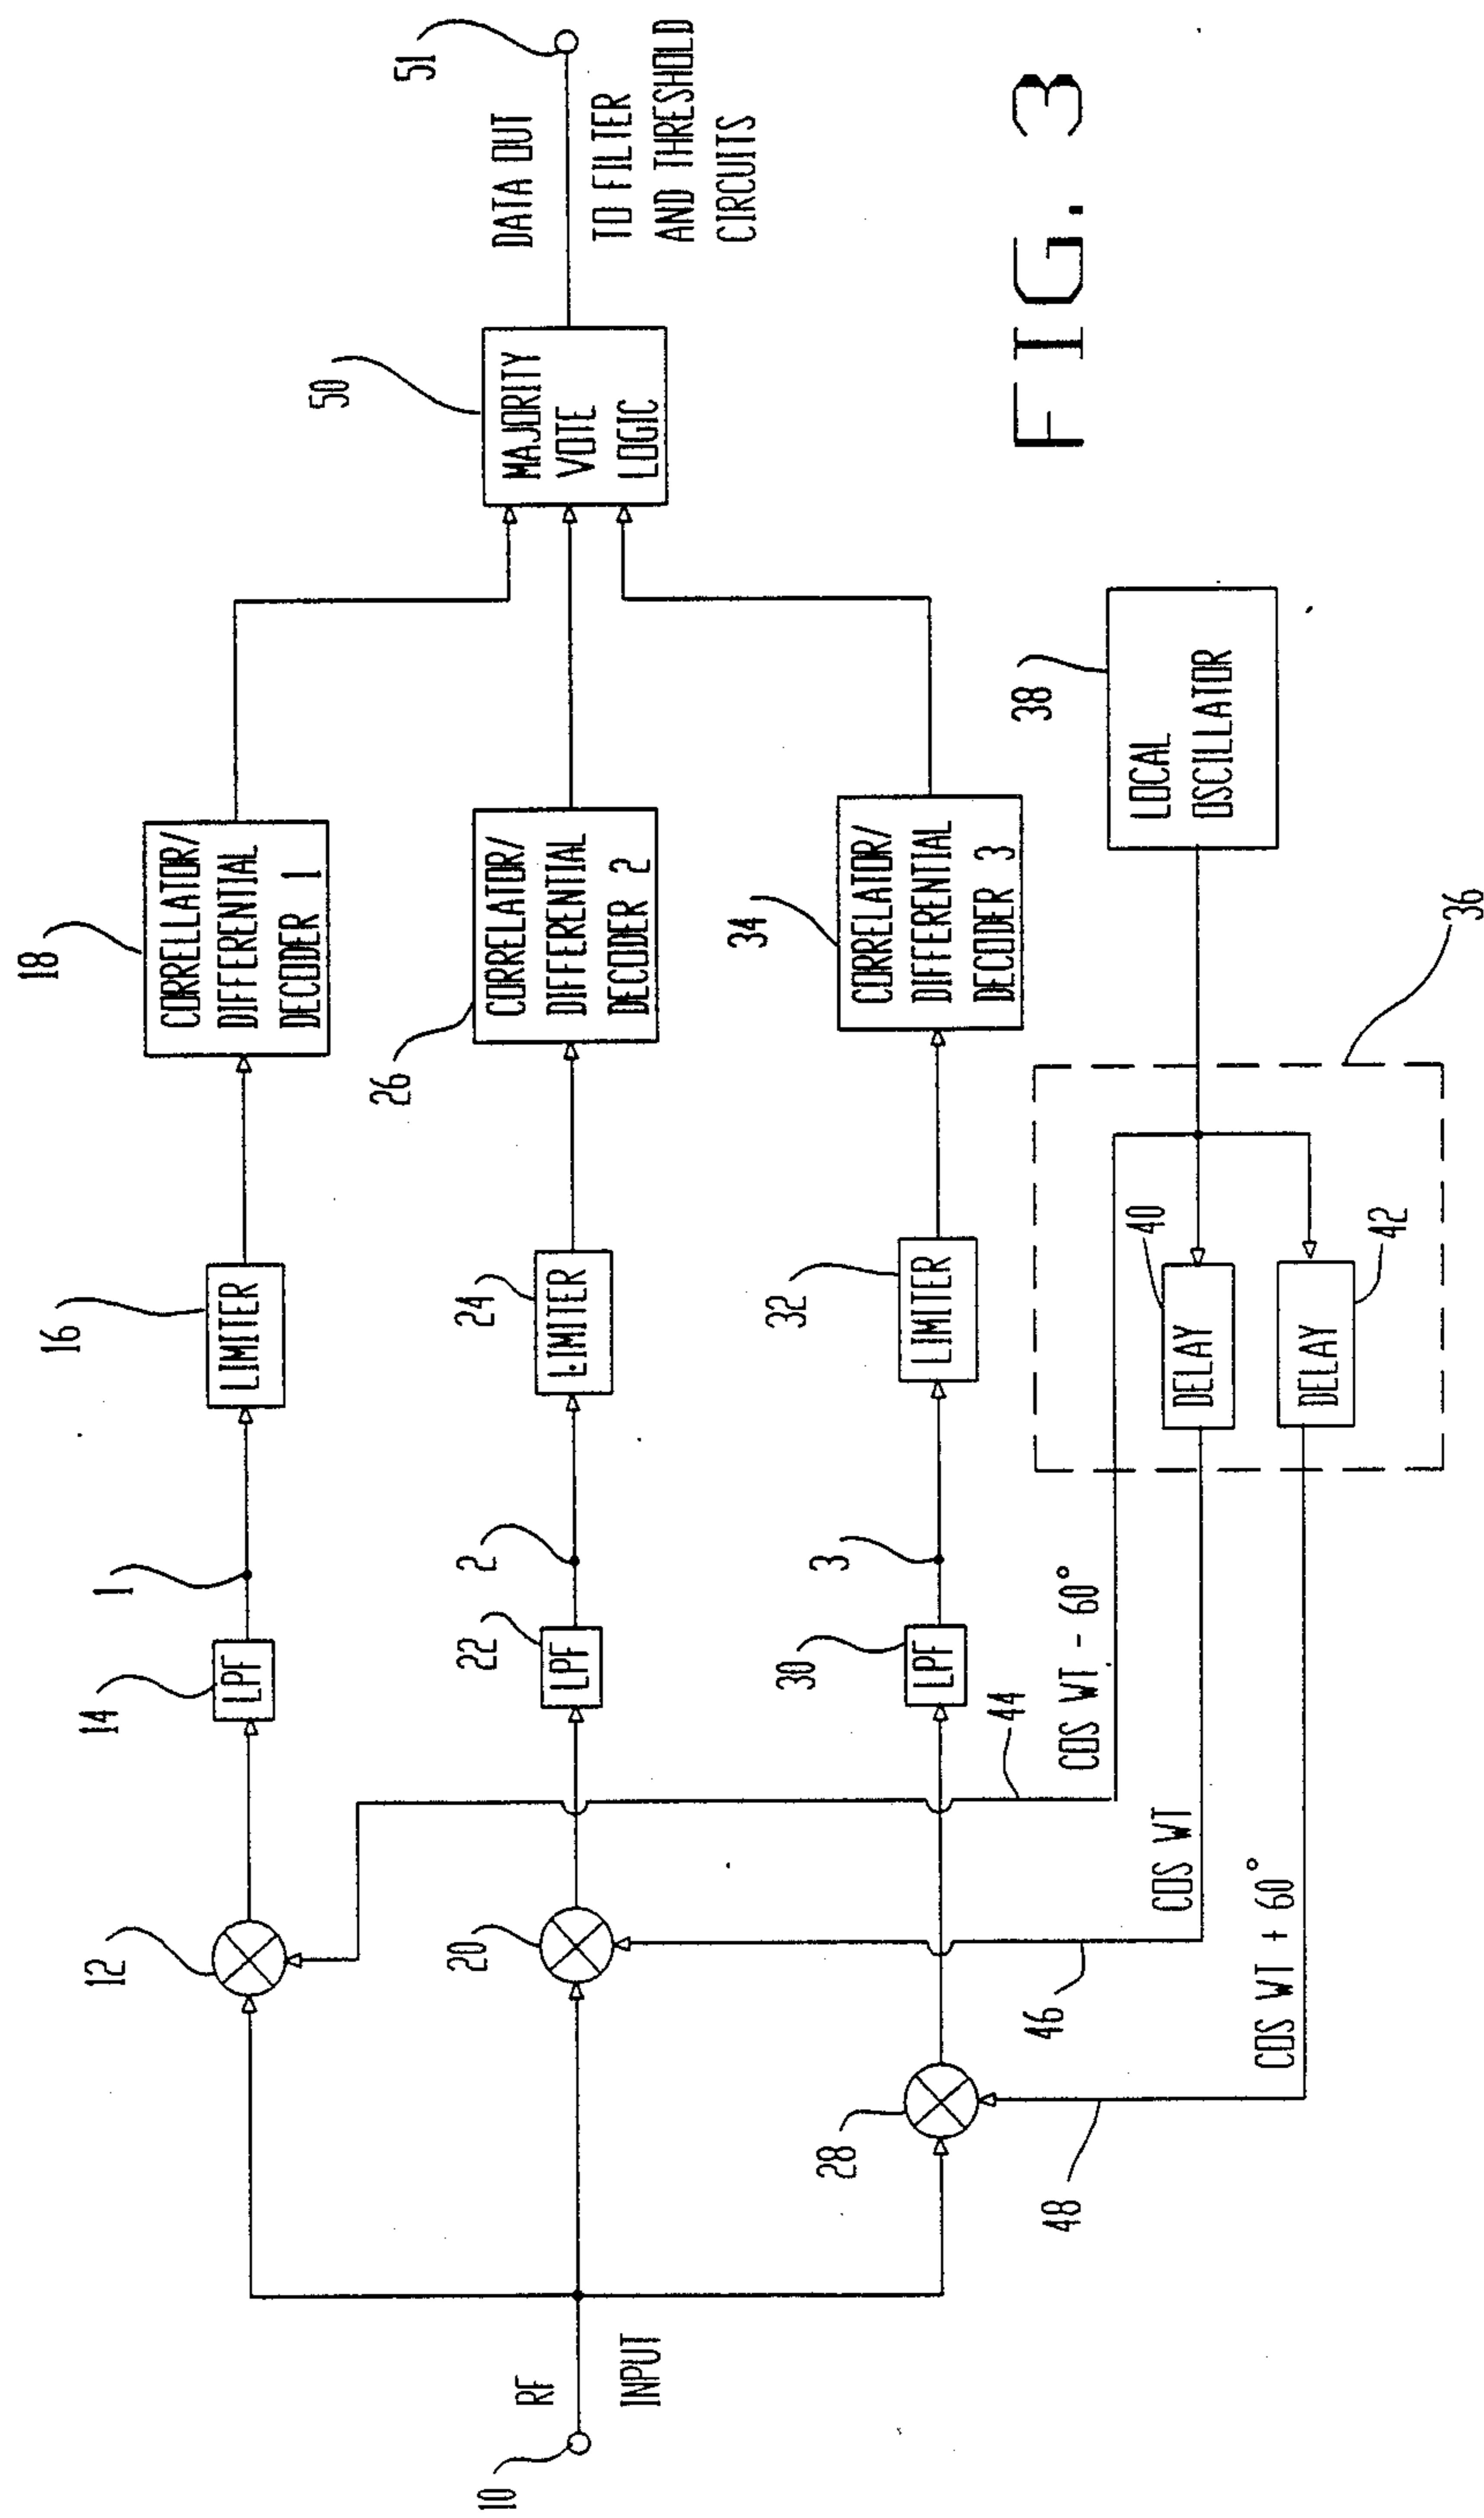 10
RF
INPUT
12
14
LPF
1
16
LIMITER
18
CORRELLATOR/
DIFFERENTIAL
DECODER 1
20
22
LPF
2
24
LIMITER
26
CORRELATOR/
DIFFERENTIAL
DECODER 2
28
30
LPF
3
32
LIMITER
34
CORRELATOR/
DIFFERENTIAL
DECODER 3
50
MAJORITY
VOTE
LOGIC
51
DATA OUT
TO FILTER
AND THRESHOLD
CIRCUITS
44
COS WT - 60°
46
COS WT
48
COS WT + 60°
40
DELAY
42
DELAY
36
38
LOCAL
OSCILLATOR
FIG. 3